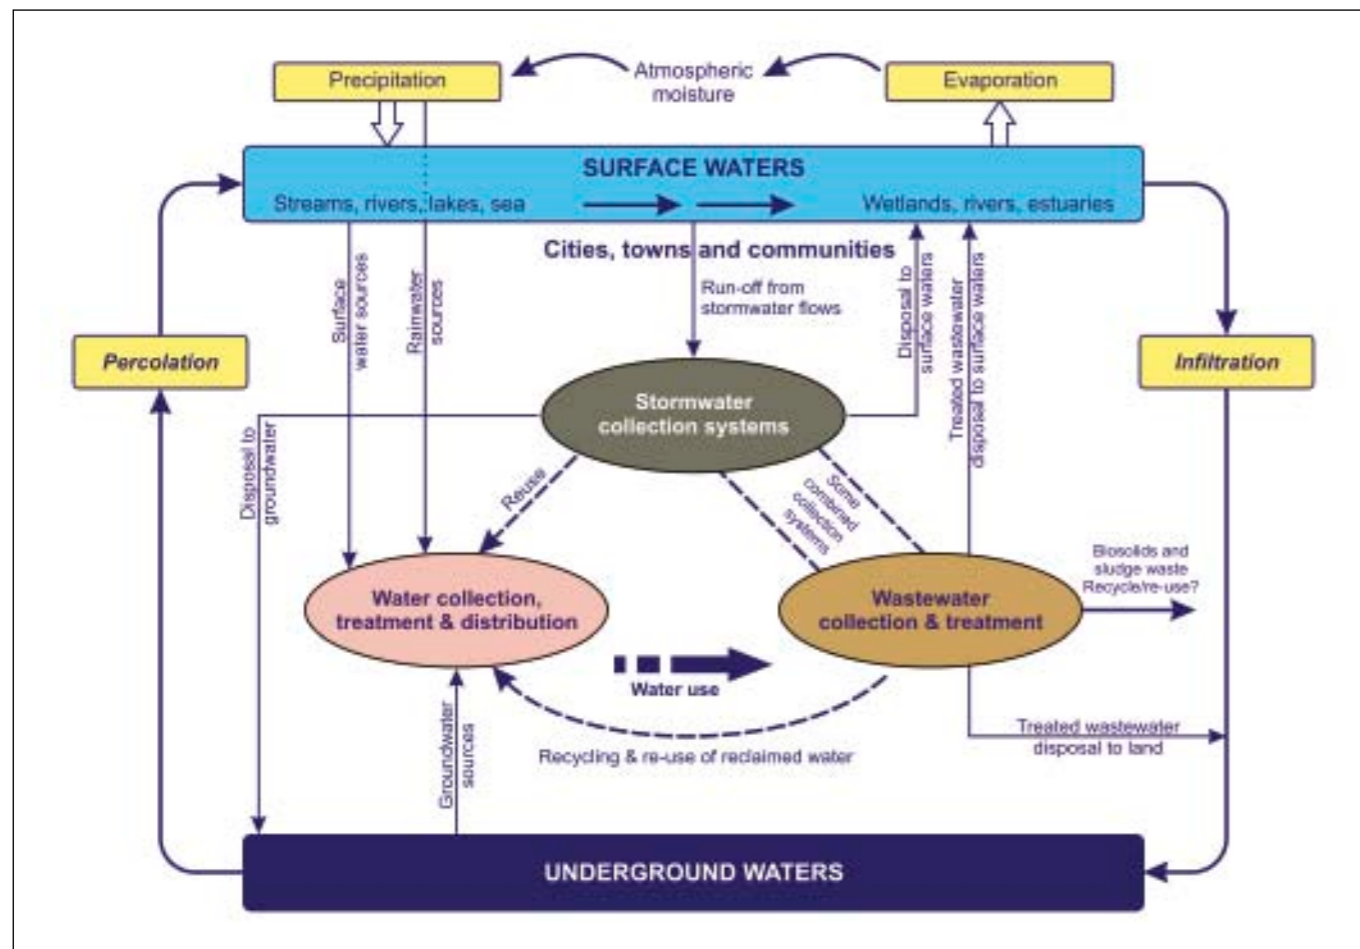 Precipitation
Atmospheric
moisture
Evaporation
SURFACE WATERS
Streams, rivers, lakes, sea
Wetlands, rivers, estuaries
Cities, towns and communities
Surface
water sources
Rainwater
sources
Run-off from
stormwater flows
Disposal to
surface waters
Treated wastewater
disposal to surface waters
Percolation
Infiltration
Stormwater
collection systems
Disposal to
groundwater
Reuse
Some
combined
collection
systems
Biosolids and
sludge waste
Recycle/re-use?
Water collection,
treatment & distribution
Wastewater
collection & treatment
Water use
Groundwater
sources
Recycling & re-use of reclaimed water
Treated wastewater
disposal to land
UNDERGROUND WATERS